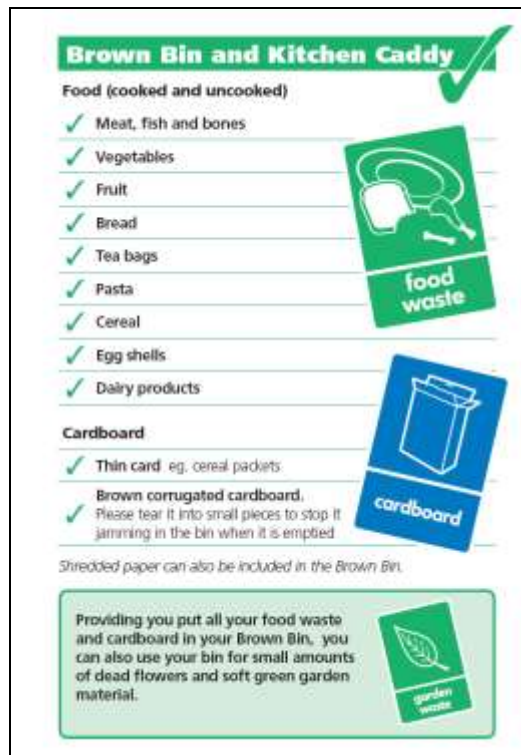 Brown Bin and Kitchen Caddy
Food (cooked and uncooked)
Meat, fish and bones
Vegetables
Fruit
Bread
Tea bags
Pasta
Cereal
Egg shells
Dairy products
food
waste
Cardboard
Thin card eg. cereal packets
Brown corrugated cardboard.
Please tear it into small pieces to stop it
jamming in the bin when it is emptied
cardboard
Shredded paper can also be included in the Brown Bin.
Providing you put all your food waste
and cardboard in your Brown Bin, you
can also use your bin for small amounts
of dead flowers and soft green garden
material.
garden
waste